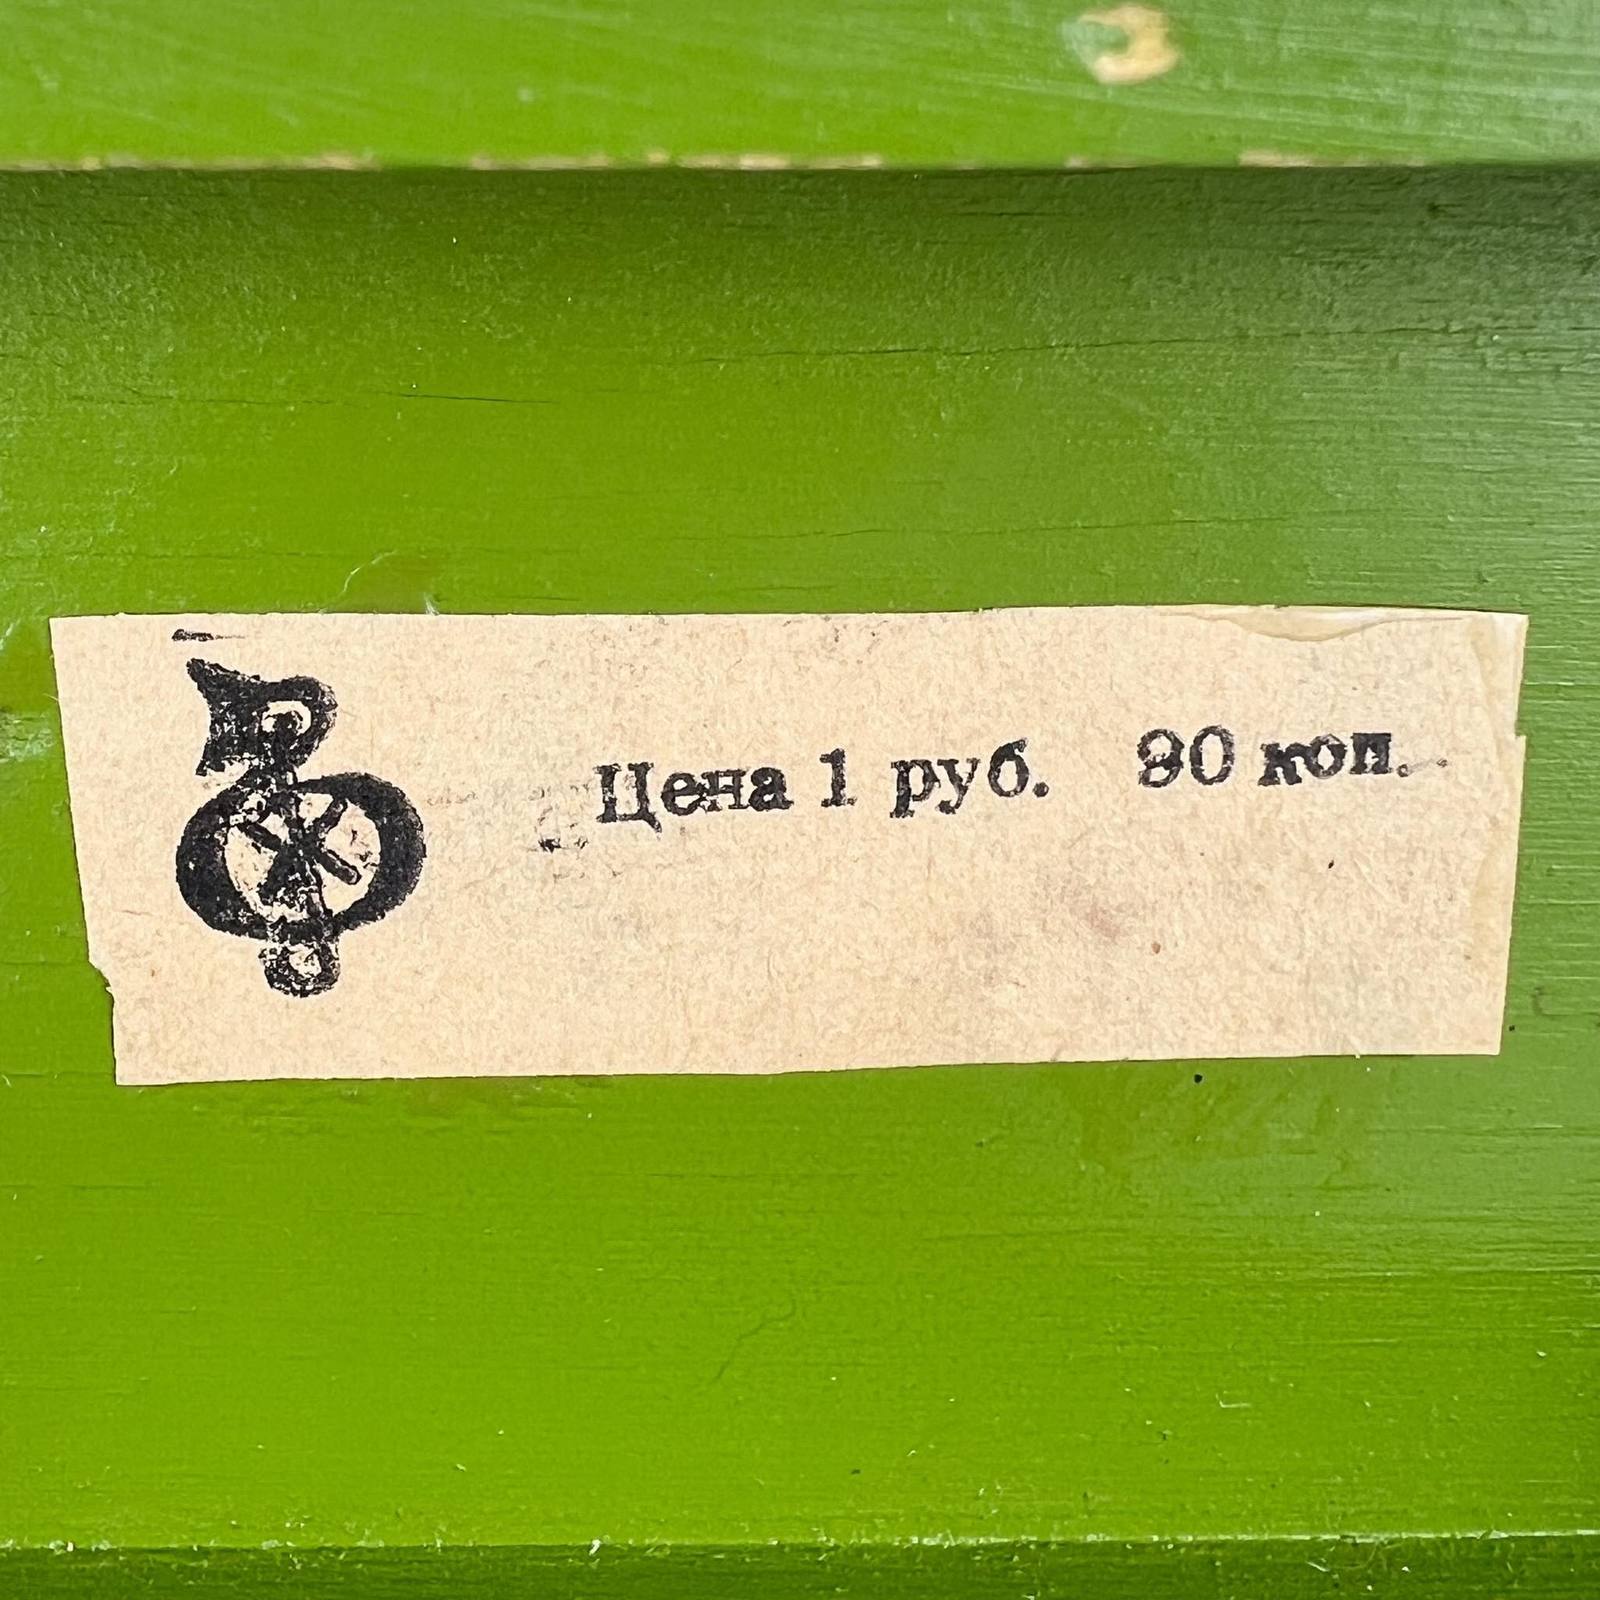 Цена 1 руб. 90 коп.